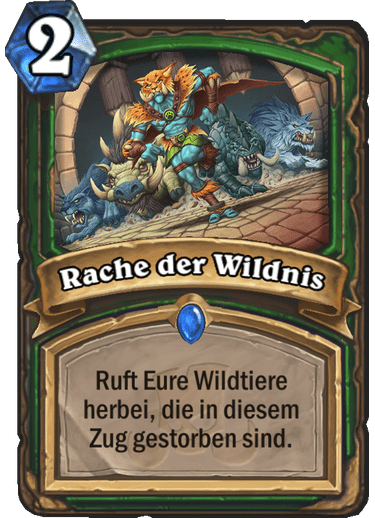 2
Rache der Wildnis
Ruft Eure Wildtiere
herbei, die in diesem
Zug gestorben sind.